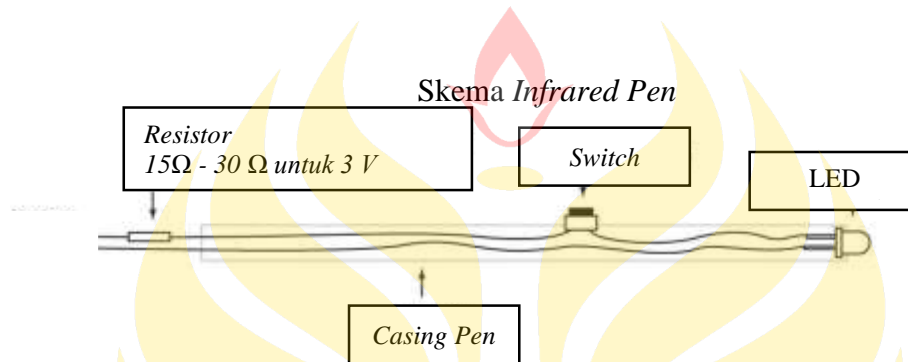 Skema Infrared Pen
Resistor
15Ω - 30 Ω untuk 3 V
Switch
LED
Casing Pen